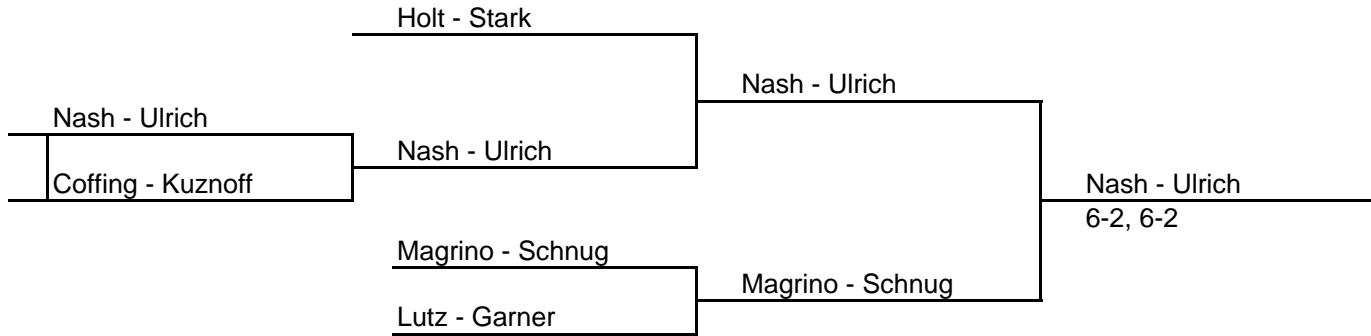 Holt - Stark
Nash - Ulrich
Nash - Ulrich
Nash - Ulrich
Coffing - Kuznoff
Nash - Ulrich
6-2, 6-2
Magrino - Schnug
Magrino - Schnug
Lutz - Garner